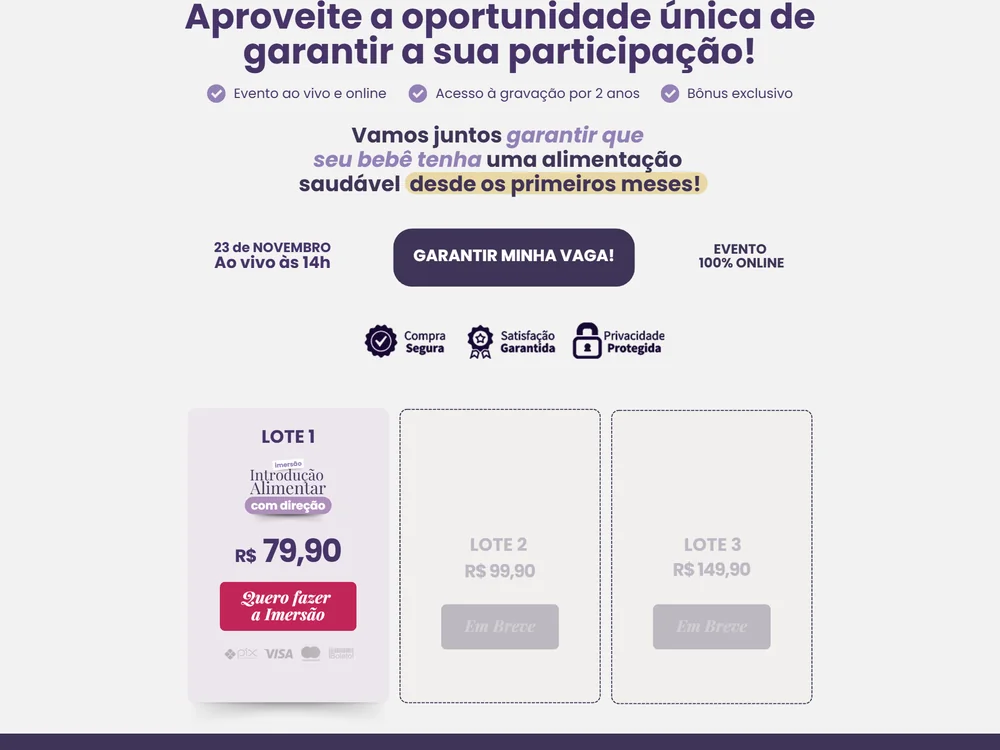 Aproveite a oportunidade única de
garantir a sua participação!
Evento ao vivo e online
Acesso à gravação por 2 anos
Bônus exclusivo
Vamos juntos garantir que
seu bebê tenha uma alimentação
saudável desde os primeiros meses!
23 de NOVEMBRO
Ao vivo às 14h
GARANTIR MINHA VAGA!
EVENTO
100% ONLINE
Compra
Segura
Satisfação
Garantida
Privacidade
Protegida
LOTE 1
imersão
Introdução
Alimentar
com direção
R$ 79,90
Quero fazer
a Imersão
pix
VISA
LOTE 2
R$ 99,90
Em Breve
LOTE 3
R$ 149,90
Em Breve